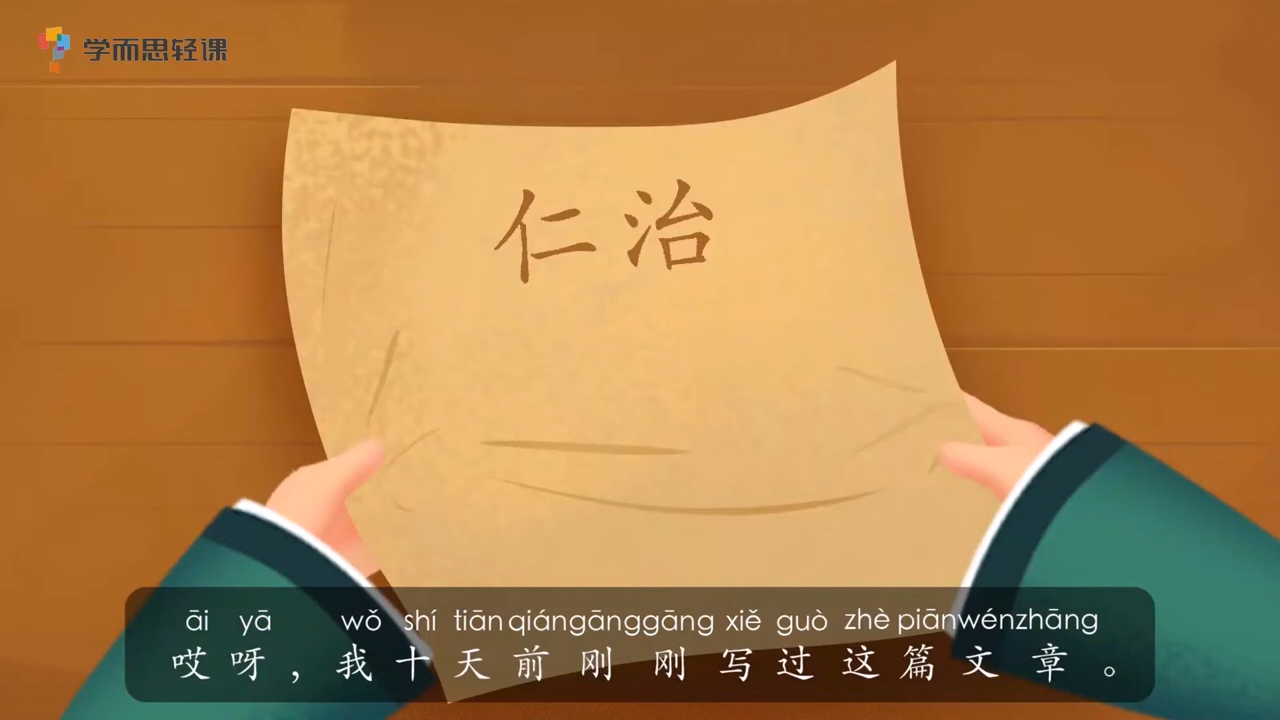 学而思轻课
仁治
āi yā wǒ shí tiān qián gāng gāng xiě guò zhè piān wén zhāng
哎呀，我十天前刚刚写过这篇文章。